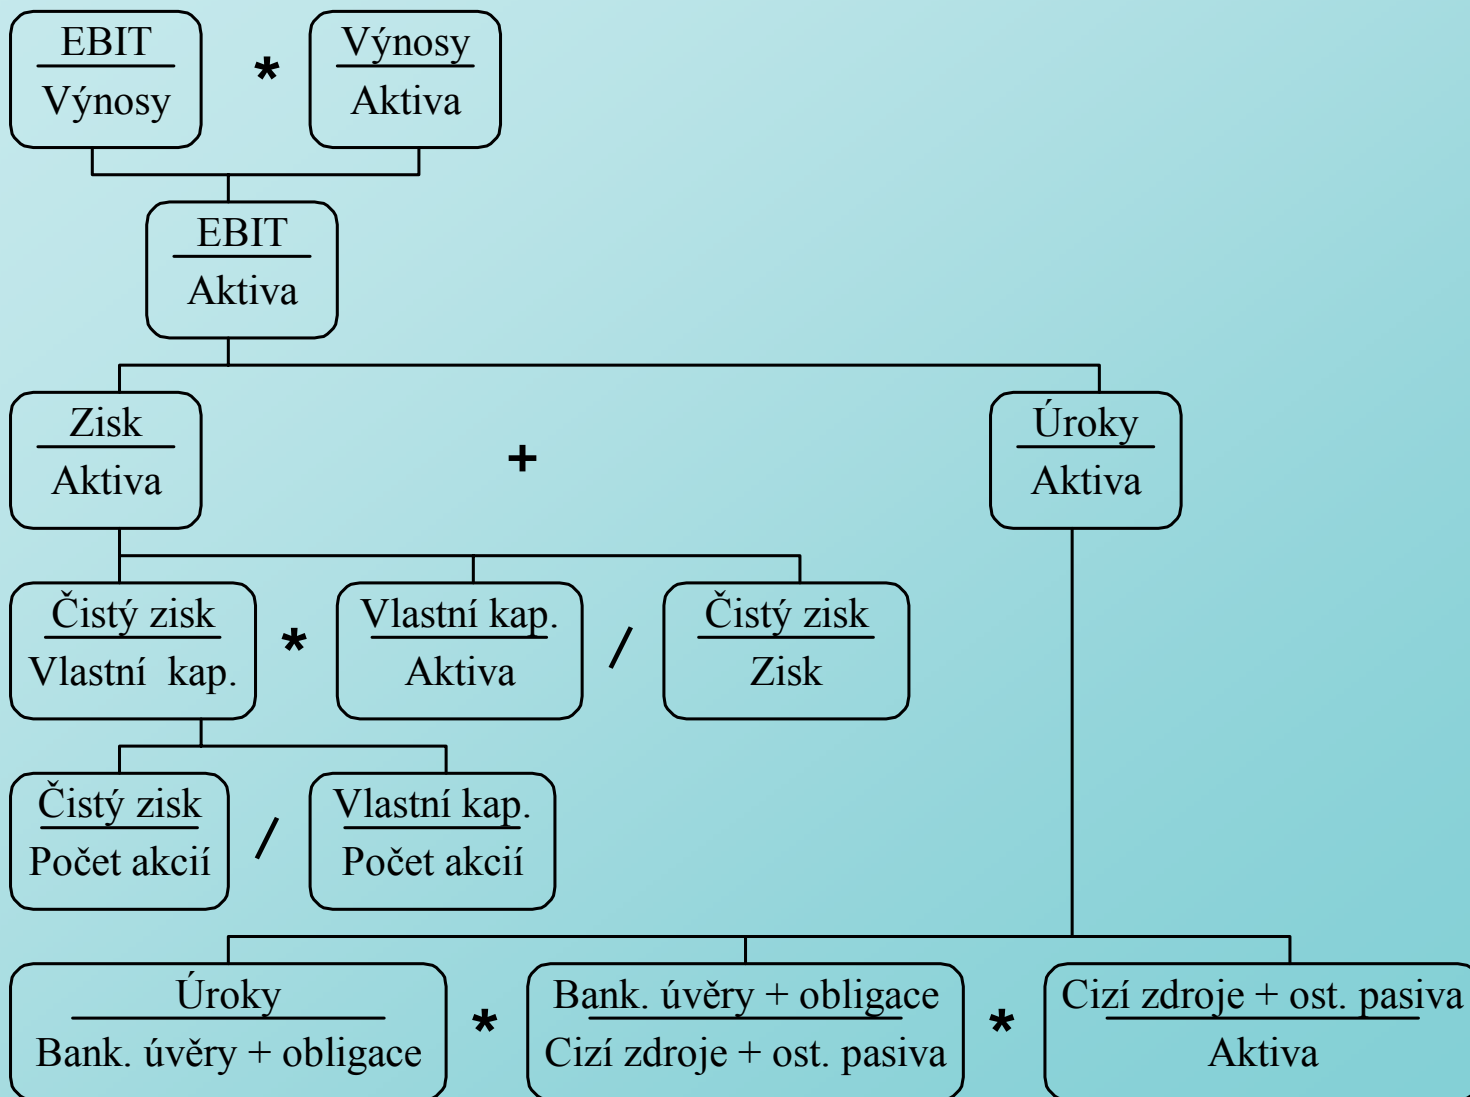 EBIT * Výnosy
Výnosy Aktiva
EBIT
Aktiva
Zisk + Úroky
Aktiva Aktiva
Čistý zisk * Vlastní kap. / Čistý zisk
Vlastní kap. Aktiva Zisk
Čistý zisk / Vlastní kap.
Počet akcií Počet akcií
Úroky * Bank. úvěry + obligace * Cizí zdroje + ost. pasiva
Bank. úvěry + obligace Cizí zdroje + ost. pasiva Aktiva